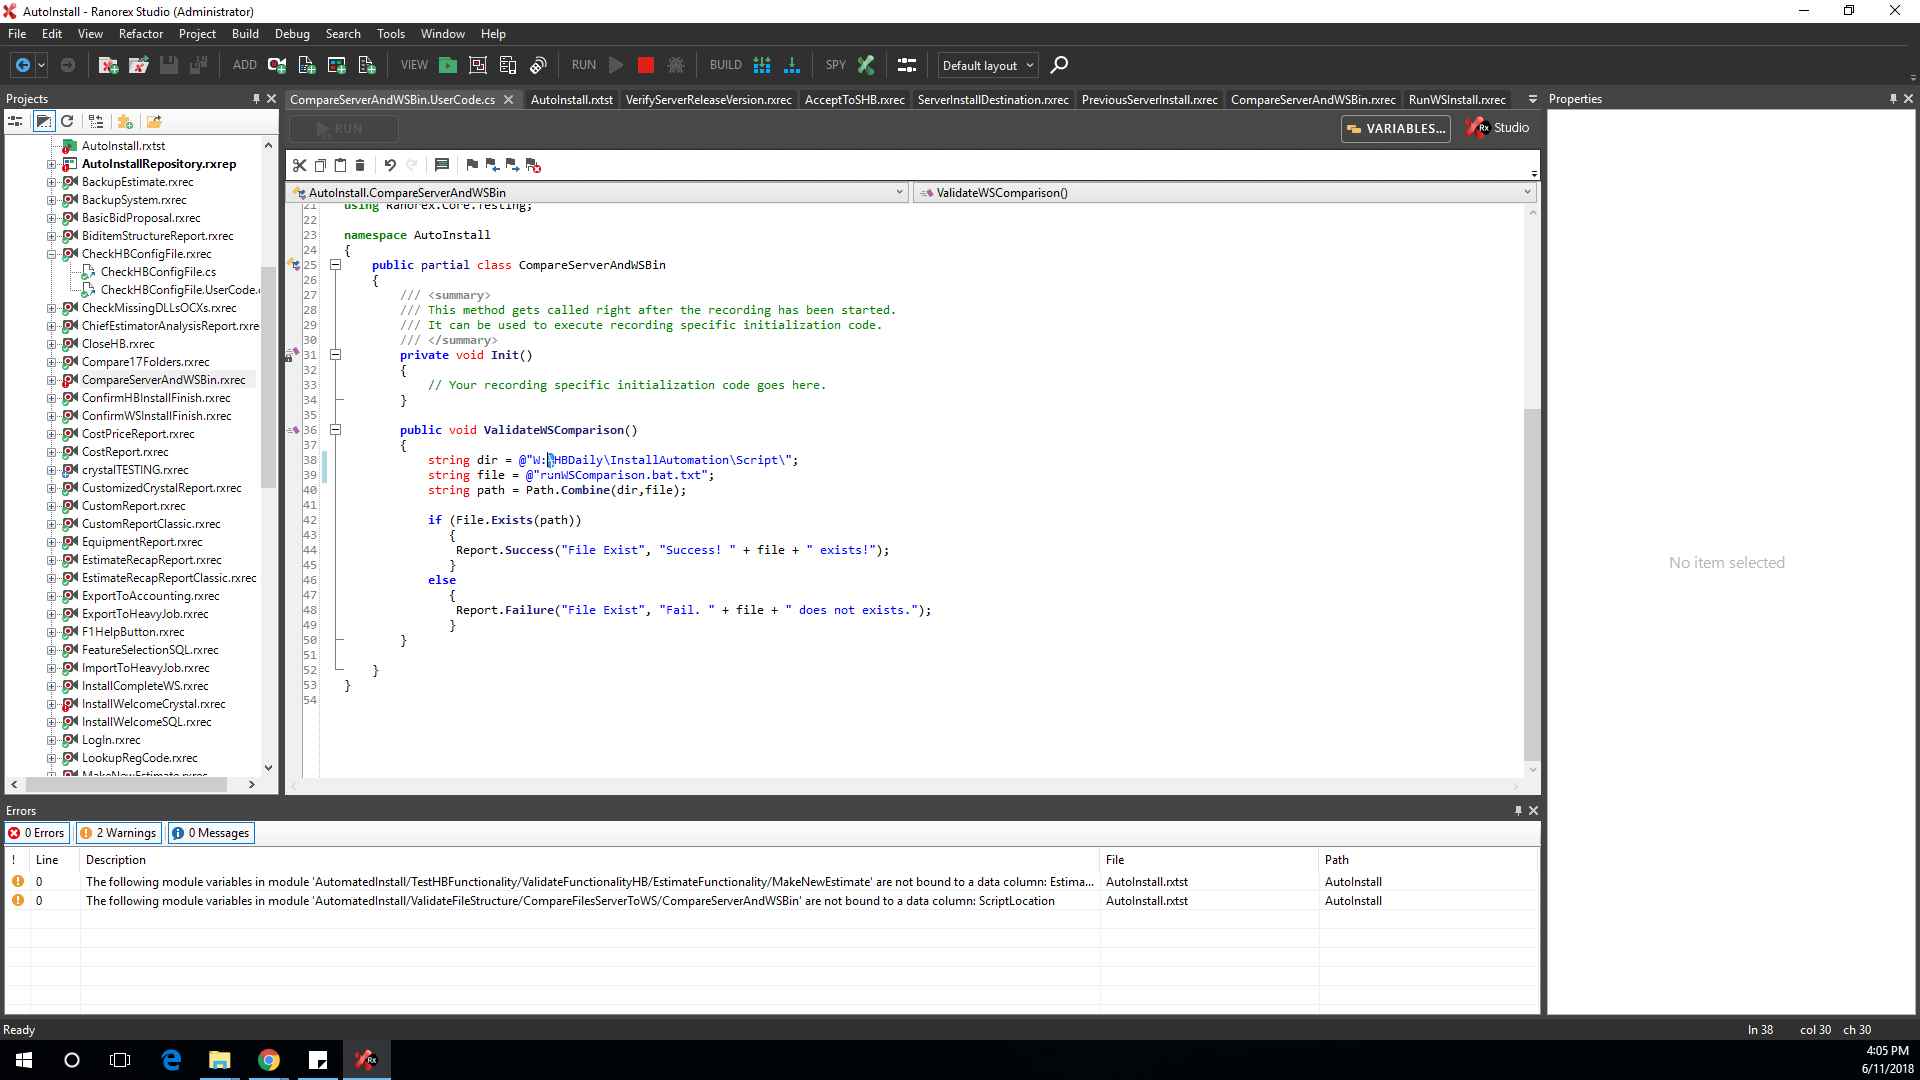 AutoInstall - Ranorex Studio (Administrator)
File Edit View Refactor Project Build Debug Search Tools Window Help
ADD VIEW RUN BUILD SPY Default layout
Projects
CompareServerAndWSBin.UserCode.cs AutoInstall.rxtst VerifyServerReleaseVersion.rxrec AcceptToSHB.rxrec ServerInstallDestination.rxrec PreviousServerInstall.rxrec CompareServerAndWSBin.rxrec RunWSInstall.rxrec
Properties
RUN VARIABLES... Rx Studio
AutoInstall.CompareServerAndWSBin ValidateWSComparison()
AutoInstall.rxtst
AutoInstallRepository.rxrep
BackupEstimate.rxrec
BackupSystem.rxrec
BasicBidProposal.rxrec
BiditemStructureReport.rxrec
CheckHBConfigFile.rxrec
CheckHBConfigFile.cs
CheckHBConfigFile.UserCode.c
CheckMissingDLLsOCXs.rxrec
ChiefEstimatorAnalysisReport.rxre
CloseHB.rxrec
Compare17Folders.rxrec
CompareServerAndWSBin.rxrec
ConfirmHBInstallFinish.rxrec
ConfirmWSInstallFinish.rxrec
CostPriceReport.rxrec
CostReport.rxrec
crystalTESTING.rxrec
CustomizedCrystalReport.rxrec
CustomReport.rxrec
CustomReportClassic.rxrec
EquipmentReport.rxrec
EstimateRecapReport.rxrec
EstimateRecapReportClassic.rxrec
ExportToAccounting.rxrec
ExportToHeavyJob.rxrec
F1HelpButton.rxrec
FeatureSelectionSQL.rxrec
ImportToHeavyJob.rxrec
InstallCompleteWS.rxrec
InstallWelcomeCrystal.rxrec
InstallWelcomeSQL.rxrec
LogIn.rxrec
LookupRegCode.rxrec
MakeNewEstimate.rxrec
21 using Ranorex.Core.Testing;
22
23 namespace AutoInstall
24 {
25 public partial class CompareServerAndWSBin
26 {
27 /// <summary>
28 /// This method gets called right after the recording has been started.
29 /// It can be used to execute recording specific initialization code.
30 /// </summary>
31 private void Init()
32 {
33 // Your recording specific initialization code goes here.
34 }
35
36 public void ValidateWSComparison()
37 {
38 string dir = @"W:\HBDaily\InstallAutomation\Script\";
39 string file = @"runWSComparison.bat.txt";
40 string path = Path.Combine(dir,file);
41
42 if (File.Exists(path))
43 {
44 Report.Success("File Exist", "Success! " + file + " exists!");
45 }
46 else
47 {
48 Report.Failure("File Exist", "Fail. " + file + " does not exists.");
49 }
50 }
51
52 }
53 }
54
No item selected
Errors
0 Errors 2 Warnings 0 Messages
! Line Description File Path
0 The following module variables in module 'AutomatedInstall/TestHBFunctionality/ValidateFunctionalityHB/EstimateFunctionality/MakeNewEstimate' are not bound to a data column: Estima... AutoInstall.rxtst AutoInstall
0 The following module variables in module 'AutomatedInstall/ValidateFileStructure/CompareFilesServerToWS/CompareServerAndWSBin' are not bound to a data column: ScriptLocation AutoInstall.rxtst AutoInstall
Ready ln 38 col 30 ch 30
4:05 PM
6/11/2018